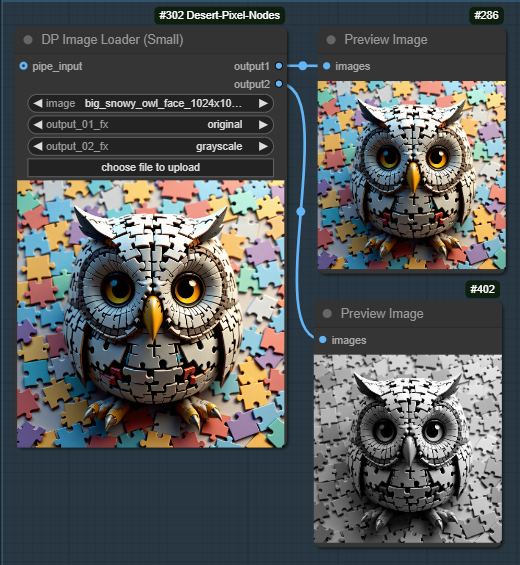 #302 Desert-Pixel-Nodes
DP Image Loader (Small)
pipe_input
output1
output2
image big_snowy_owl_face_1024x10...
output_01_fx original
output_02_fx grayscale
choose file to upload
#286
Preview Image
images
#402
Preview Image
images